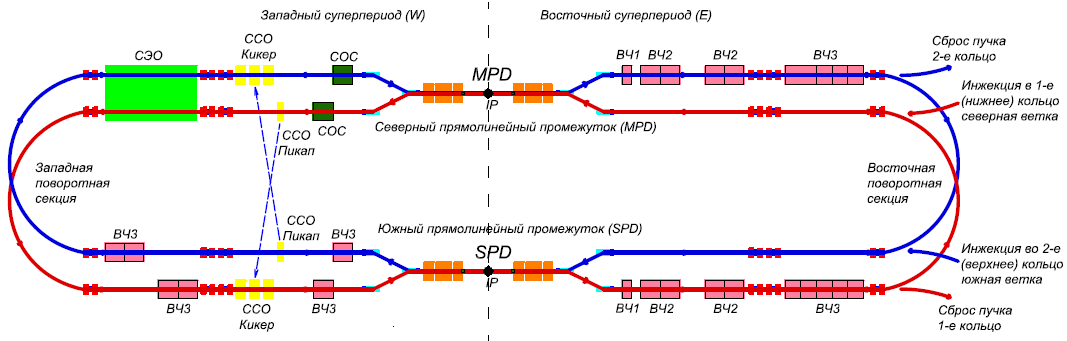 Западный суперпериод (W)
Восточный суперпериод (E)
СЭО
ССО
Кикер
СОС
MPD
IP
ВЧ1
ВЧ2
ВЧ2
ВЧ3
Сброс пучка
2-е кольцо
Инжекция в 1-е
(нижнее) кольцо
северная ветка
ССО
Пикап
СОС
Северный прямолинейный промежуток (MPD)
Западная
поворотная
секция
Восточная
поворотная
секция
ВЧ3
ССО
Пикап
ВЧ3
Южный прямолинейный промежуток (SPD)
SPD
IP
Инжекция во 2-е
(верхнее) кольцо
южная ветка
ВЧ3
ССО
Кикер
ВЧ3
ВЧ1
ВЧ2
ВЧ2
ВЧ3
Сброс пучка
1-е кольцо